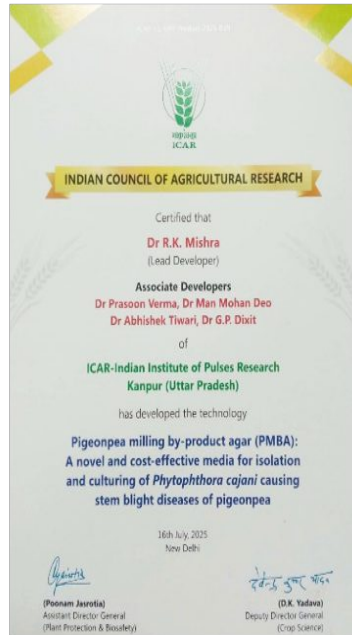 भाकृअनुप
ICAR
INDIAN COUNCIL OF AGRICULTURAL RESEARCH
Certified that
Dr R.K. Mishra
(Lead Developer)
Associate Developers
Dr Prasoon Verma, Dr Man Mohan Deo
Dr Abhishek Tiwari, Dr G.P. Dixit
of
ICAR-Indian Institute of Pulses Research
Kanpur (Uttar Pradesh)
has developed the technology
Pigeonpea milling by-product agar (PMBA):
A novel and cost-effective media for isolation
and culturing of Phytophthora cajani causing
stem blight diseases of pigeonpea
16th July, 2025
New Delhi
(Poonam Jasrotia)
Assistant Director General
(Plant Protection & Biosafety)
देवेन्द्र कुमार यादव
(D.K. Yadava)
Deputy Director General
(Crop Science)